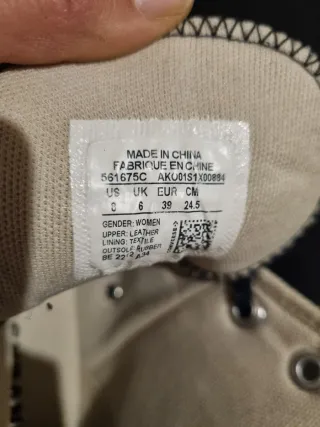 MADE IN CHINA
FABRIQUE EN CHINE
561675C AKU01S1X00884
US UK EUR CM
8 6 39 24.5
GENDER: WOMEN
UPPER: LEATHER
LINING: TEXTILE
OUTSOLE: RUBBER
BE